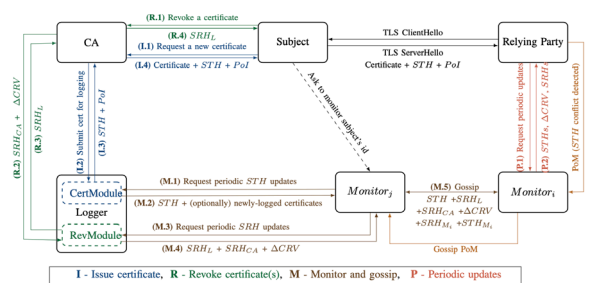 (R.1) Revoke a certificate
(R.4) SRH_L
(I.1) Request a new certificate
(I.4) Certificate + STH + PoI
CA
Subject
Relying Party
TLS ClientHello
TLS ServerHello
Certificate + STH + PoI
(R.2) SRH_CA + ΔCRV
(R.3) SRH_L
(I.2) Submit cert for logging
(I.3) STH + PoI
Ask to monitor subject's id
(P.1) Request periodic updates
(P.2) STHs, ΔCRV, SRHs
PoM (STH conflict detected)
CertModule
Logger
RevModule
(M.1) Request periodic STH updates
(M.2) STH + (optionally) newly-logged certificates
(M.3) Request periodic SRH updates
(M.4) SRH_L + SRH_CA + ΔCRV
Monitor_j
(M.5) Gossip
STH +SRH_L
+SRH_CA +ΔCRV
+SRH_M_i +STH_M_i
Monitor_i
Gossip PoM
I - Issue certificate, R - Revoke certificate(s), M - Monitor and gossip, P - Periodic updates